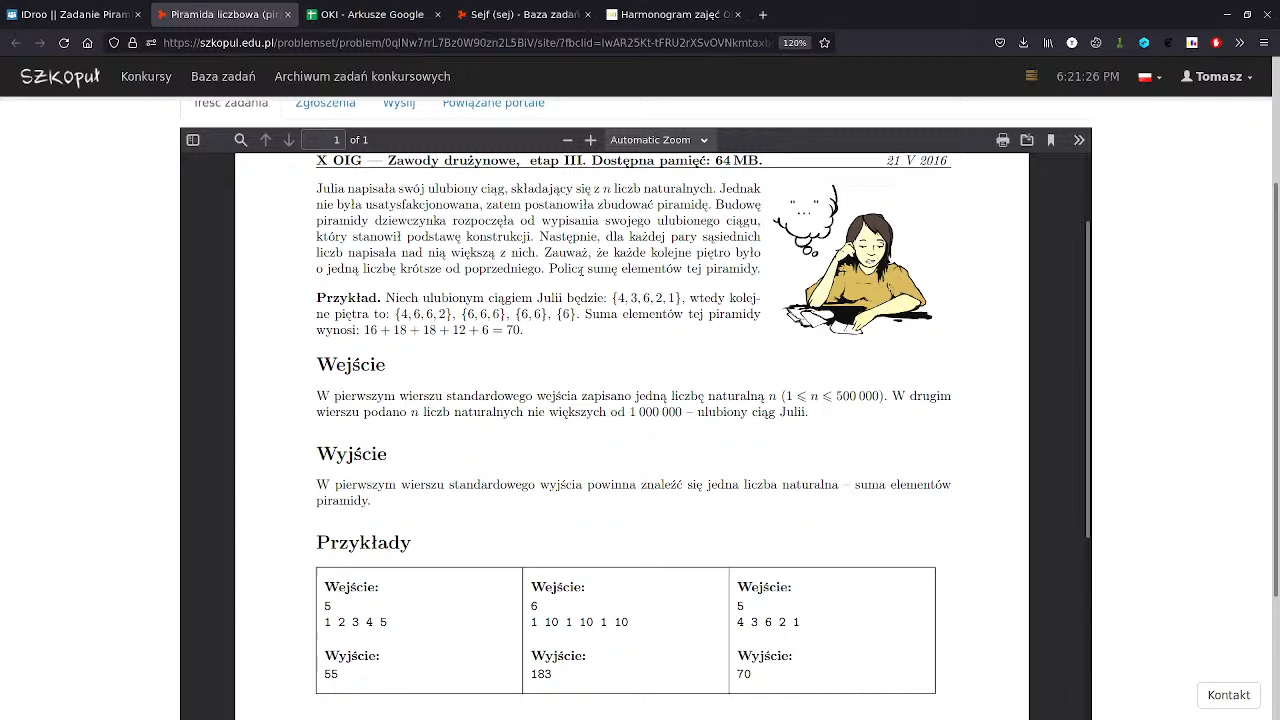 IDroo || Zadanie Piram
Piramida liczbowa (pir
OKI - Arkusze Google
Sejf (sej) - Baza zadań
Harmonogram zajęć O
https://szkopul.edu.pl/problemset/problem/
120%
szkopuł
Konkursy
Baza zadań
Archiwum zadań konkursowych
6:21:26 PM
Tomasz
Treść zadania
Zgłoszenia
Wyślij
Powiązane portale
1 of 1
Automatic Zoom
X OIG — Zawody drużynowe, etap III. Dostępna pamięć: 64 MB.
21 V 2016
Julia napisała swój ulubiony ciąg, składający się z n liczb naturalnych. Jednak
nie była usatysfakcjonowana, zatem postanowiła zbudować piramidę. Budowę
piramidy dziewczynka rozpoczęła od wypisania swojego ulubionego ciągu,
który stanowił podstawę konstrukcji. Następnie, dla każdej pary sąsiednich
liczb napisała nad nią większą z nich. Zauważ, że każde kolejne piętro było
o jedną liczbę krótsze od poprzedniego. Policz sumę elementów tej piramidy.
“ ... ”
Przykład. Niech ulubionym ciągiem Julii będzie: {4, 3, 6, 2, 1}, wtedy kolej-
ne piętra to: {4, 6, 6, 2}, {6, 6, 6}, {6, 6}, {6}. Suma elementów tej piramidy
wynosi: 16 + 18 + 18 + 12 + 6 = 70.
Wejście
W pierwszym wierszu standardowego wejścia zapisano jedną liczbę naturalną n (1 ⩽ n ⩽ 500 000). W drugim
wierszu podano n liczb naturalnych nie większych od 1 000 000 – ulubiony ciąg Julii.
Wyjście
W pierwszym wierszu standardowego wyjścia powinna znaleźć się jedna liczba naturalna – suma elementów
piramidy.
Przykłady
Wejście:
5
1 2 3 4 5
Wyjście:
55
Wejście:
6
1 10 1 10 1 10
Wyjście:
183
Wejście:
5
4 3 6 2 1
Wyjście:
70
Kontakt